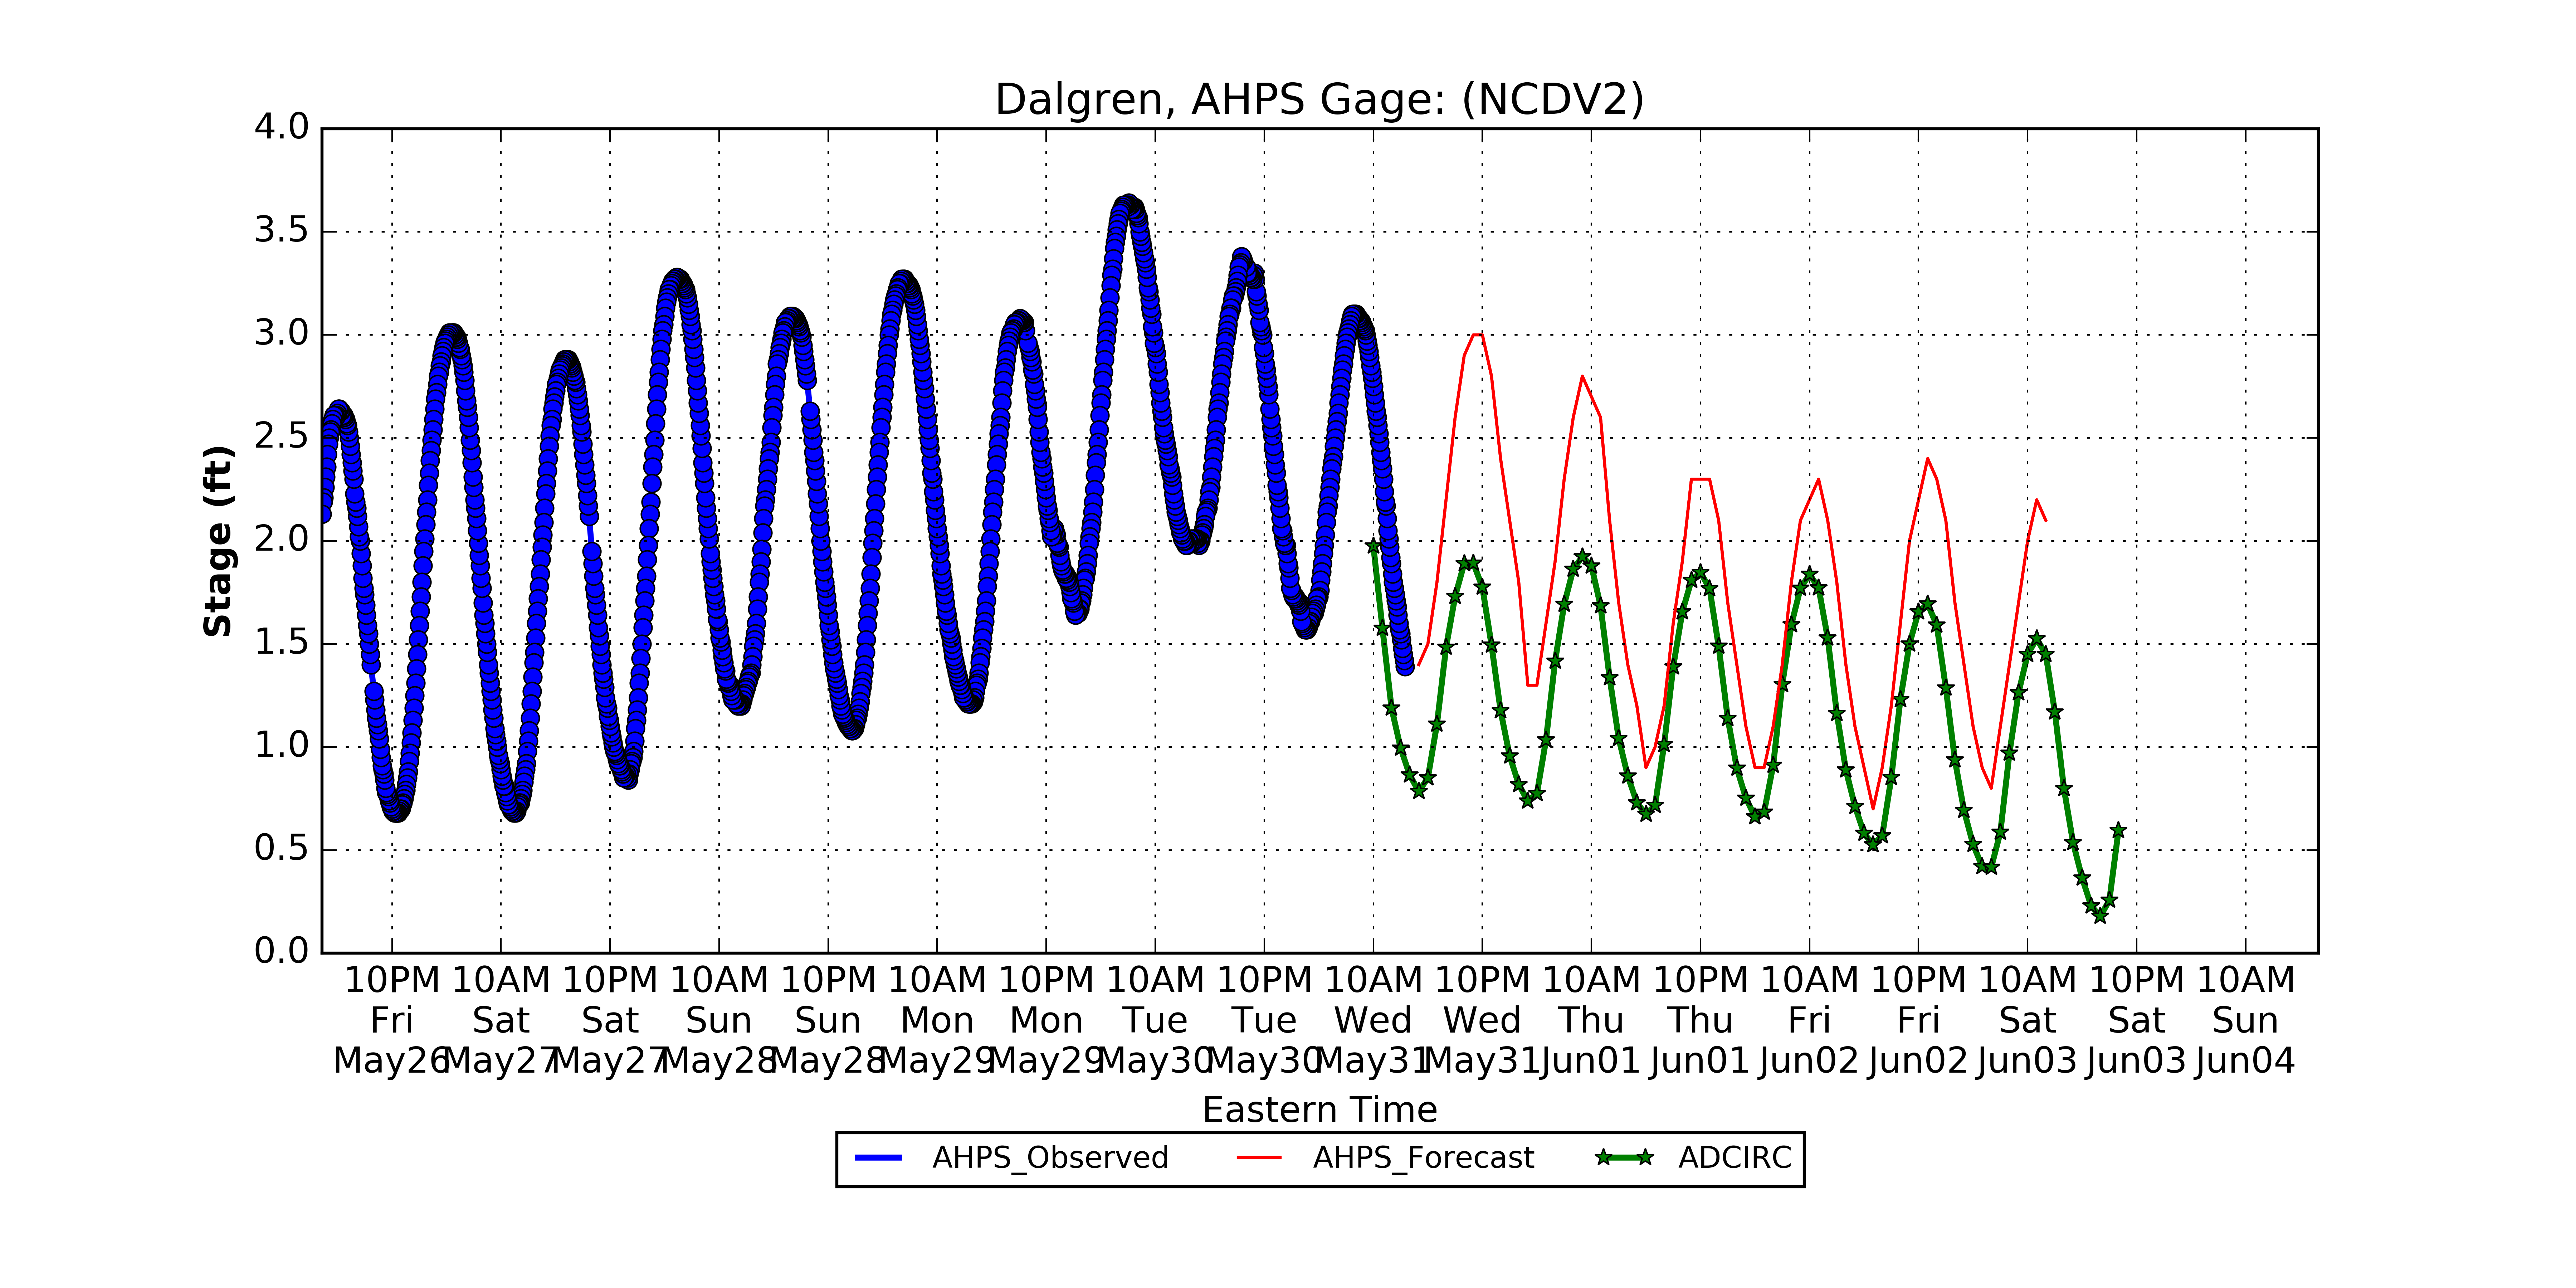 Dalgren, AHPS Gage: (NCDV2)
4.0
3.5
3.0
2.5
2.0
1.5
1.0
0.5
0.0
Stage (ft)
10PM 10AM 10PM 10AM 10PM 10AM 10PM 10AM 10PM 10AM 10PM 10AM 10PM 10AM 10PM 10AM 10PM 10AM
Fri Sat Sat Sun Sun Mon Mon Tue Tue Wed Wed Thu Thu Fri Fri Sat Sat Sun
May26 May27 May27 May28 May28 May29 May29 May30 May30 May31 May31 Jun01 Jun01 Jun02 Jun02 Jun03 Jun03 Jun04
Eastern Time
AHPS_Observed AHPS_Forecast ADCIRC